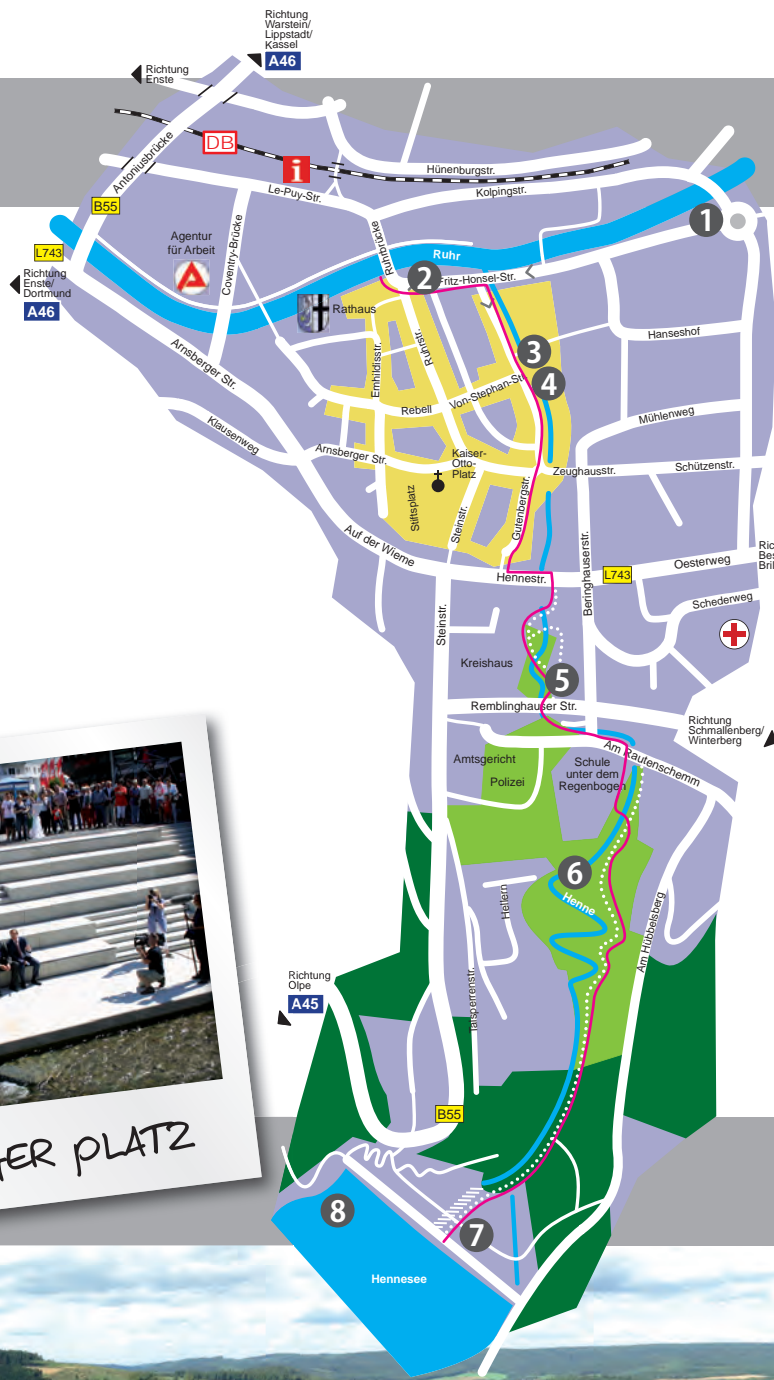 Richtung
Warstein/
Lippstadt/
Kassel
A46
Richtung
Enste
DB
i
Antoniusbrücke
Hünenburgstr.
Kolpingstr.
Le-Puy-Str.
B55
1
Agentur
für Arbeit
Coventry-Brücke
Ruhrbrücke
Ruhr
L743
Richtung
Enste/
Dortmund
A46
2
Fritz-Honsel-Str.
Rathaus
Hanseshof
3
Arnsberger Str.
Emhildisstr.
Ruhrstr.
4
Von-Stephan-Str.
Rebell
Mühlenweg
Klausenweg
Arnsberger Str.
Kaiser-
Otto-
Platz
Zeughausstr.
Schützenstr.
Stiftsplatz
Steinstr.
Gutenbergstr.
Auf der Wieme
Hennestr.
L743
Oesterweg
Ric
Bes
Bril
Beringhauserstr.
Schederweg
Steinstr.
Kreishaus
5
Remblinghauser Str.
Richtung
Schmallenberg/
Winterberg
Am Rautenschemm
Amtsgericht
Polizei
Schule
unter dem
Regenbogen
6
Henne
Hellern
Am Hübbelsberg
Talsperrenstr.
Richtung
Olpe
A45
B55
ER PLATZ
8
7
Hennesee